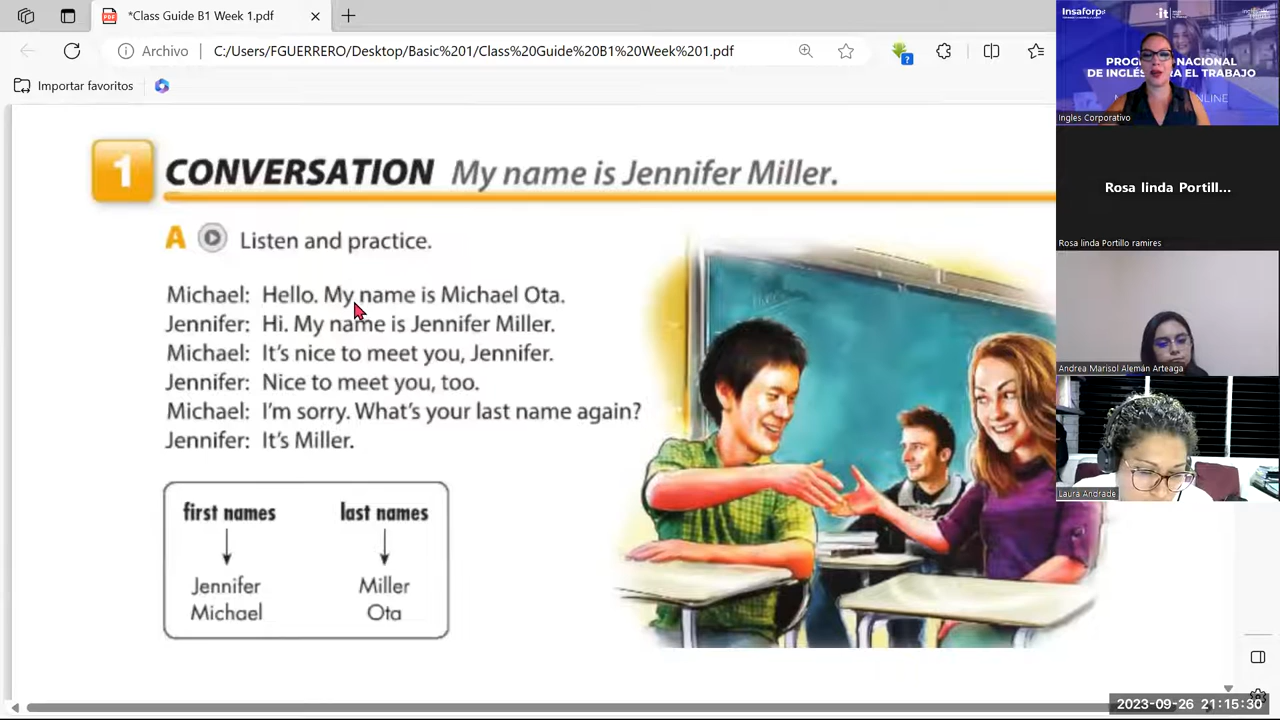 *Class Guide B1 Week 1.pdf
Archivo
C:/Users/FGUERRERO/Desktop/Basic%201/Class%20Guide%20B1%20Week%201.pdf
Importar favoritos
1 CONVERSATION My name is Jennifer Miller.
A Listen and practice.
Michael: Hello. My name is Michael Ota.
Jennifer: Hi. My name is Jennifer Miller.
Michael: It's nice to meet you, Jennifer.
Jennifer: Nice to meet you, too.
Michael: I'm sorry. What's your last name again?
Jennifer: It's Miller.
first names last names
Jennifer Miller
Michael Ota
Insaforp
it
NACIONAL
DE INGLÉS
EL TRABAJO
Ingles Corporativo
Rosa linda Portill...
Rosa linda Portillo ramires
Andrea Marisol Alemán Arteaga
Laura Andrade
2023-09-26 21:15:30